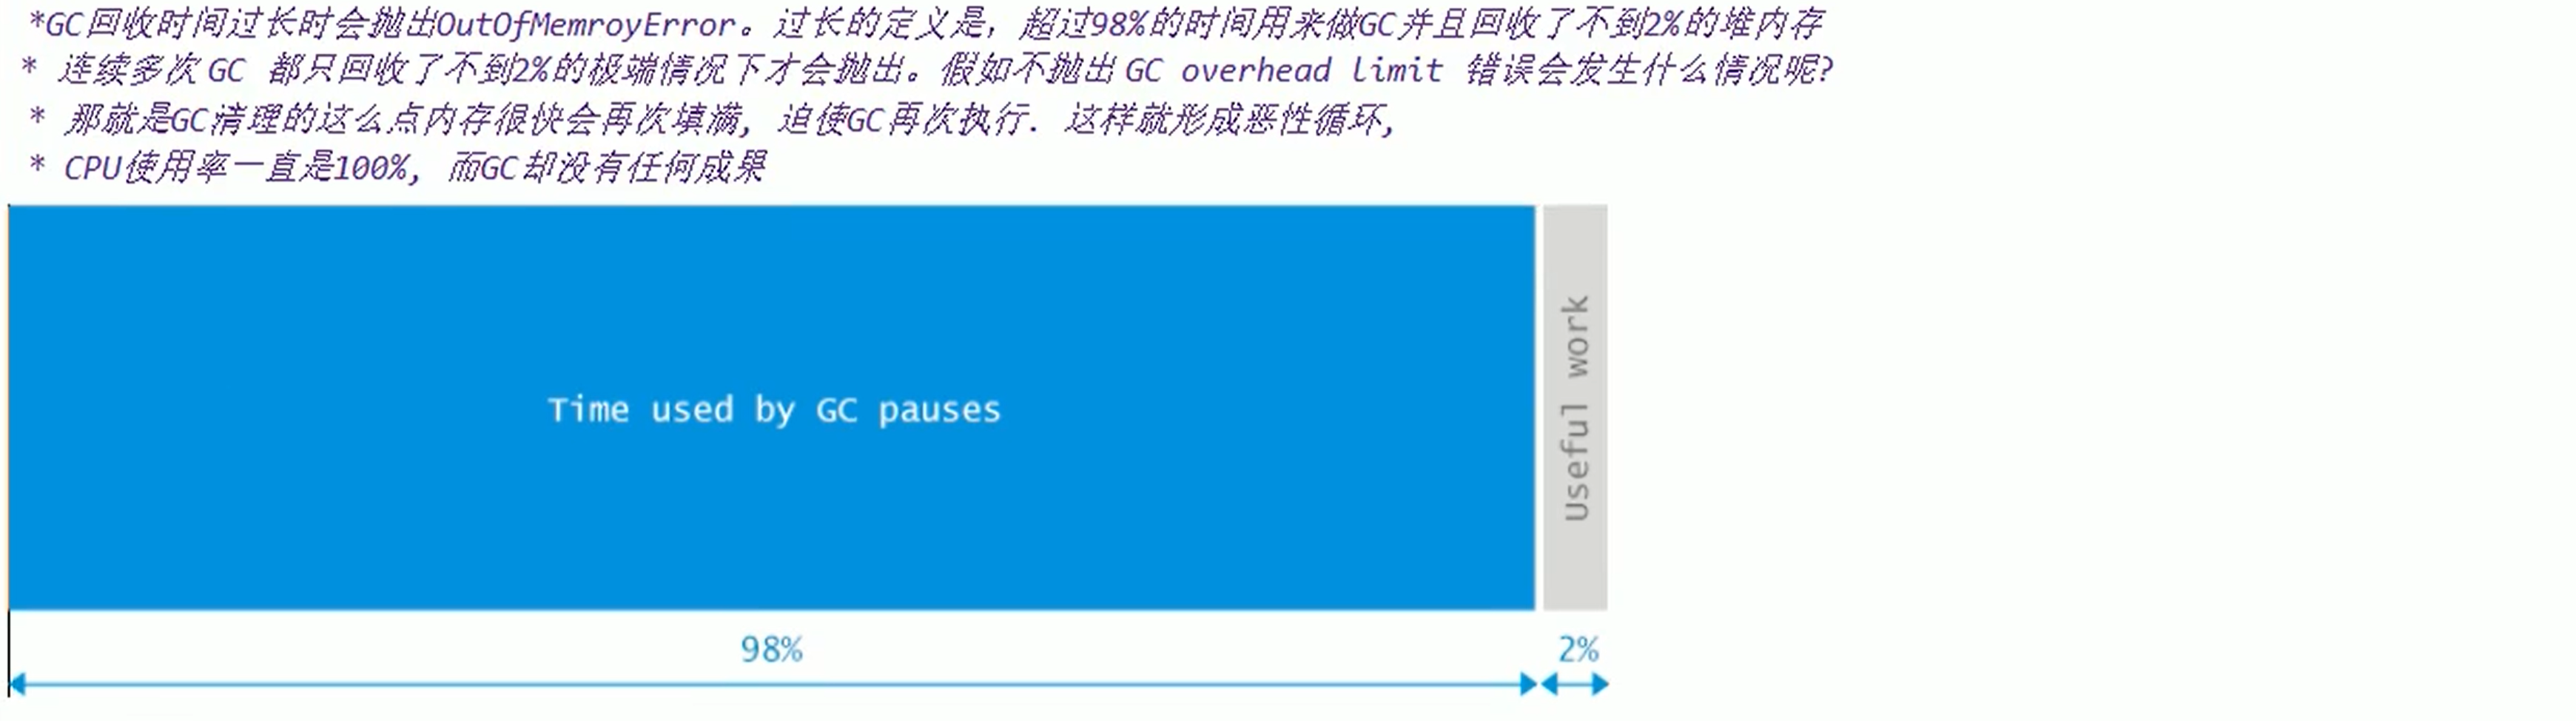 *GC回收时间过长时会抛出OutOfMemroyError。过长的定义是，超过98%的时间用来做GC并且回收了不到2%的堆内存
* 连续多次 GC 都只回收了不到2%的极端情况下才会抛出。假如不抛出 GC overhead limit 错误会发生什么情况呢?
* 那就是GC清理的这么点内存很快会再次填满, 迫使GC再次执行. 这样就形成恶性循环,
* CPU使用率一直是100%, 而GC却没有任何成果
Time used by GC pauses
Useful work
98%
2%